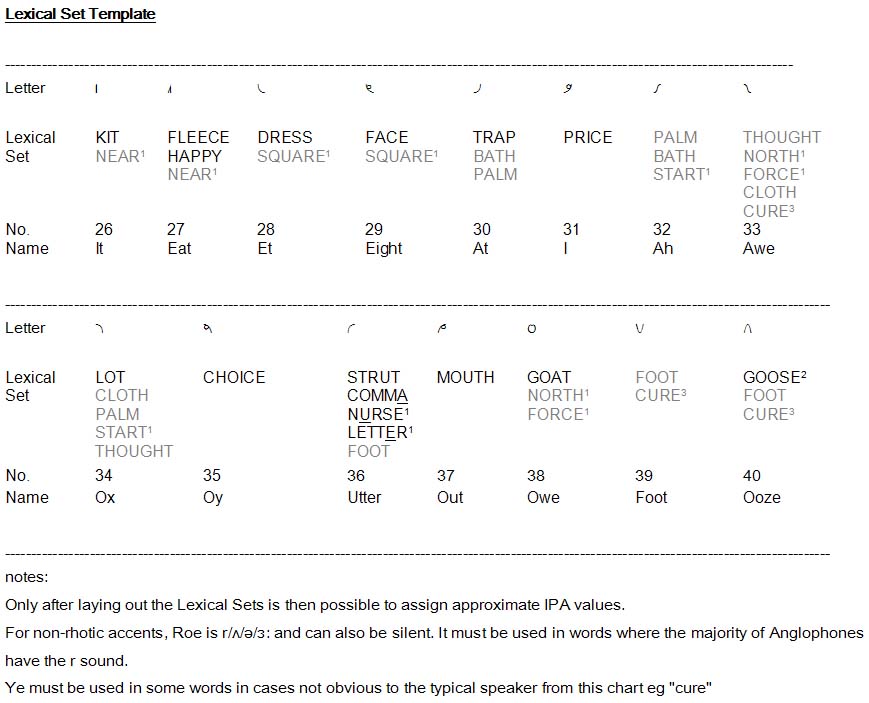 Lexical Set Template
Letter
Lexical KIT FLEECE DRESS FACE TRAP PRICE PALM THOUGHT
Set NEAR¹ HAPPY SQUARE¹ SQUARE¹ BATH BATH NORTH¹
NEAR¹ PALM START¹ FORCE¹
CLOTH
CURE³
No. 26 27 28 29 30 31 32 33
Name It Eat Et Eight At I Ah Awe
Letter
Lexical LOT CHOICE STRUT MOUTH GOAT FOOT GOOSE²
Set CLOTH COMMA NORTH¹ CURE³ FOOT
PALM NURSE¹ FORCE¹ CURE³
START¹ LETTER¹
THOUGHT FOOT
No. 34 35 36 37 38 39 40
Name Ox Oy Utter Out Owe Foot Ooze
notes:
Only after laying out the Lexical Sets is then possible to assign approximate IPA values.
For non-rhotic accents, Roe is r/ʌ/ə/ɜː and can also be silent. It must be used in words where the majority of Anglophones
have the r sound.
Ye must be used in some words in cases not obvious to the typical speaker from this chart eg "cure"